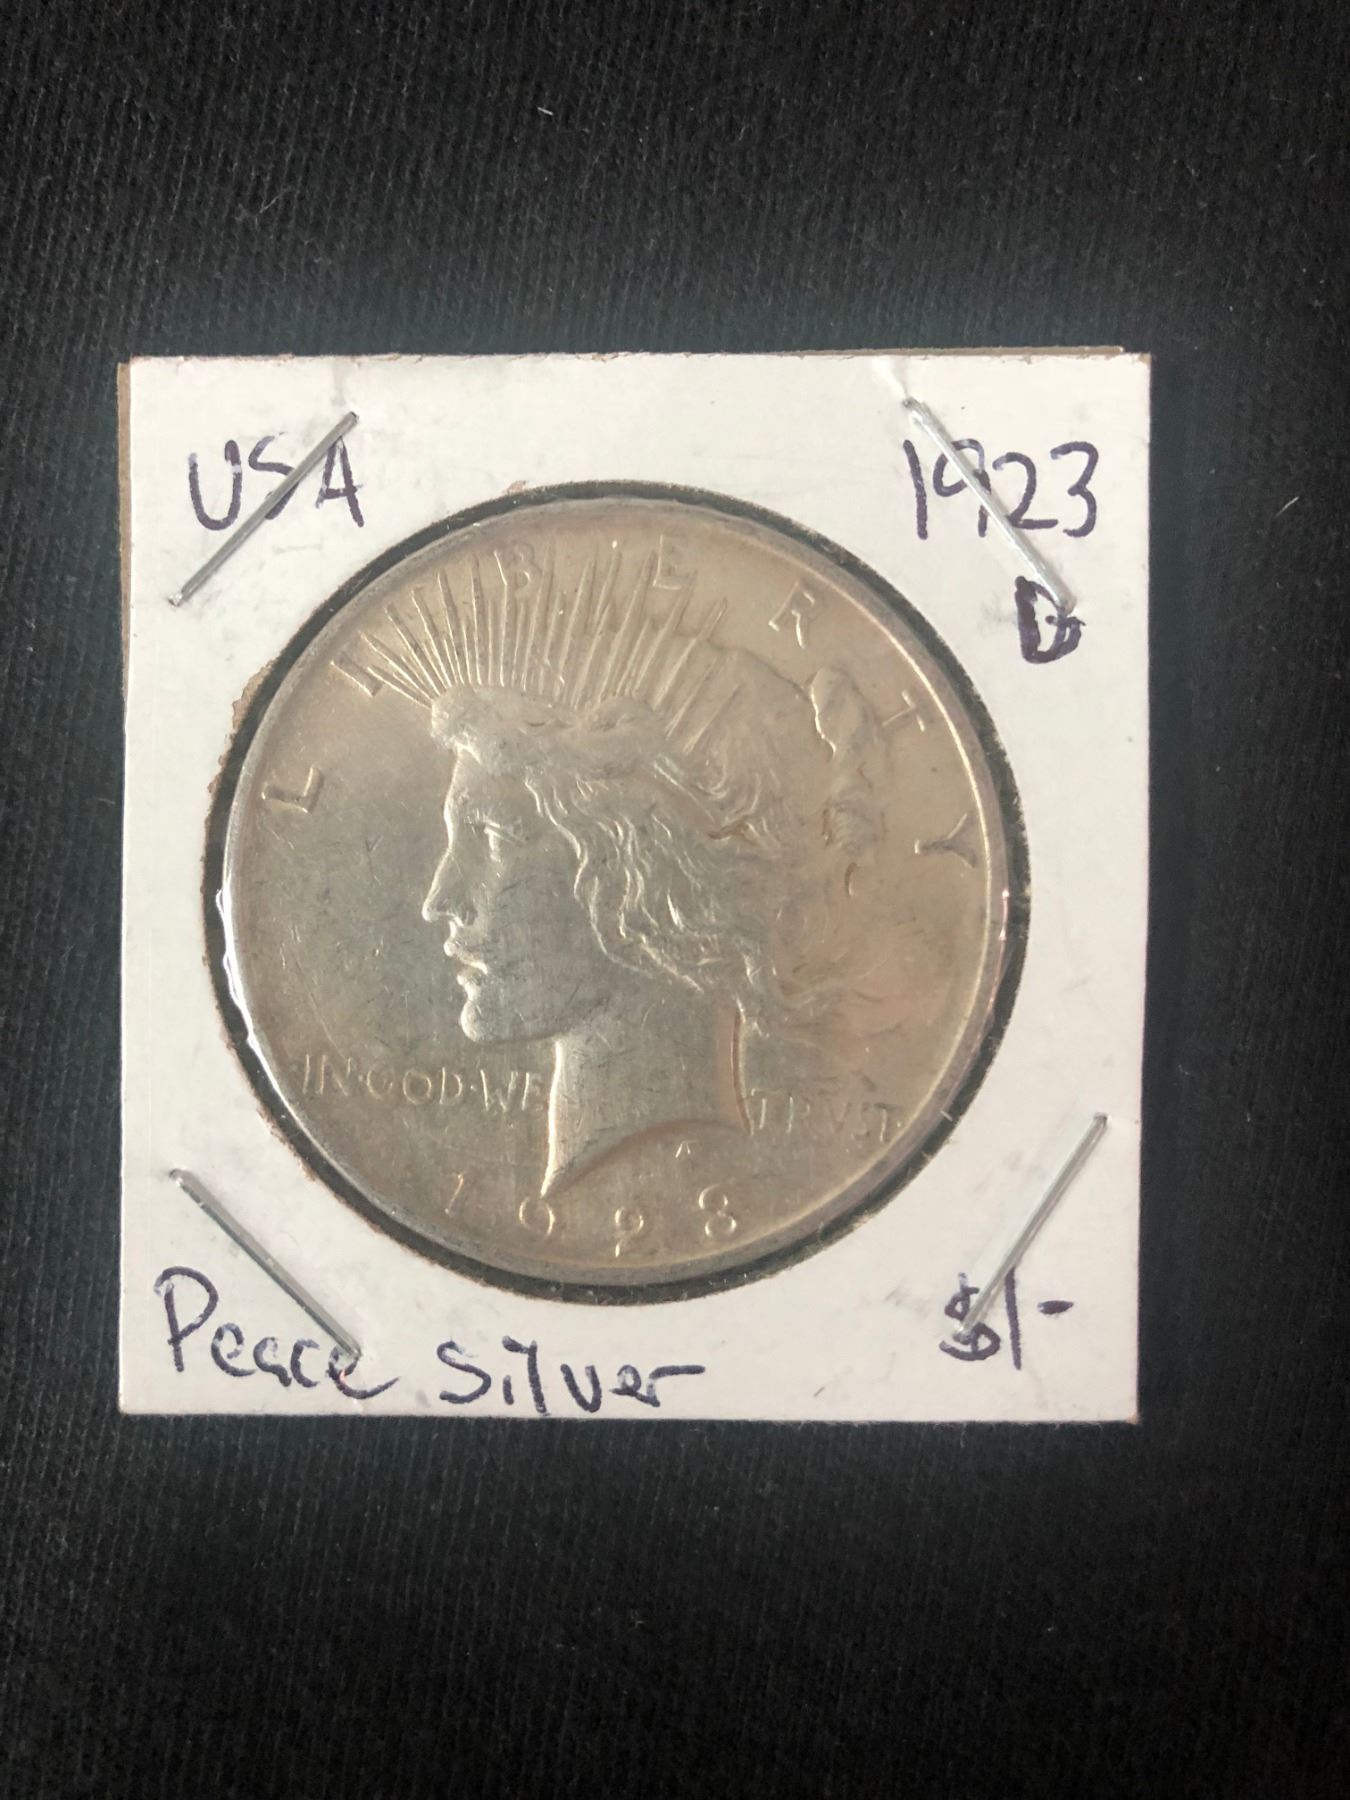 USA
1923
D
LIBERTY
IN·GOD·WE TRVST
1923
Peace Silver
$1-